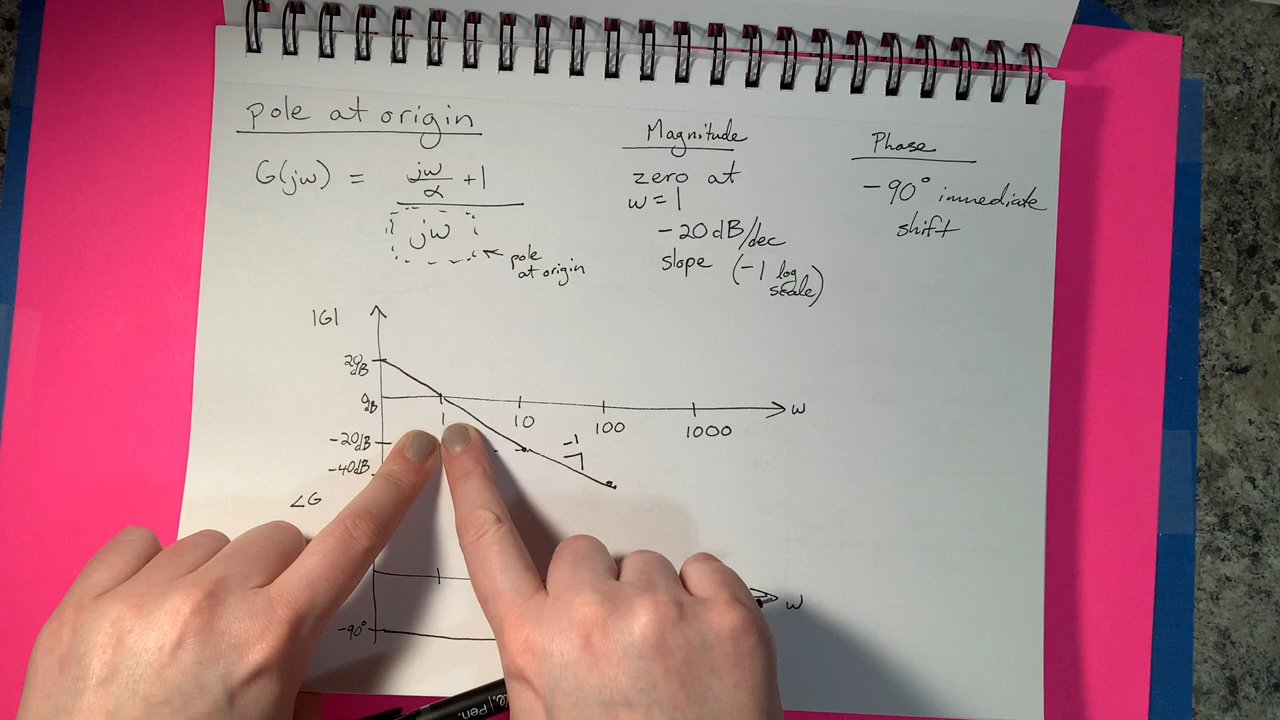 pole at origin
G(jw) = jw/α +1
jw
pole
at origin
Magnitude
zero at
w=1
-20dB/dec
slope (-1 log
scale)
Phase
-90° immediate
shift
|G|
20dB
0dB
-20dB
-40dB
1 10 100 1000 w
-1
∠G
-90°
w
Pen.